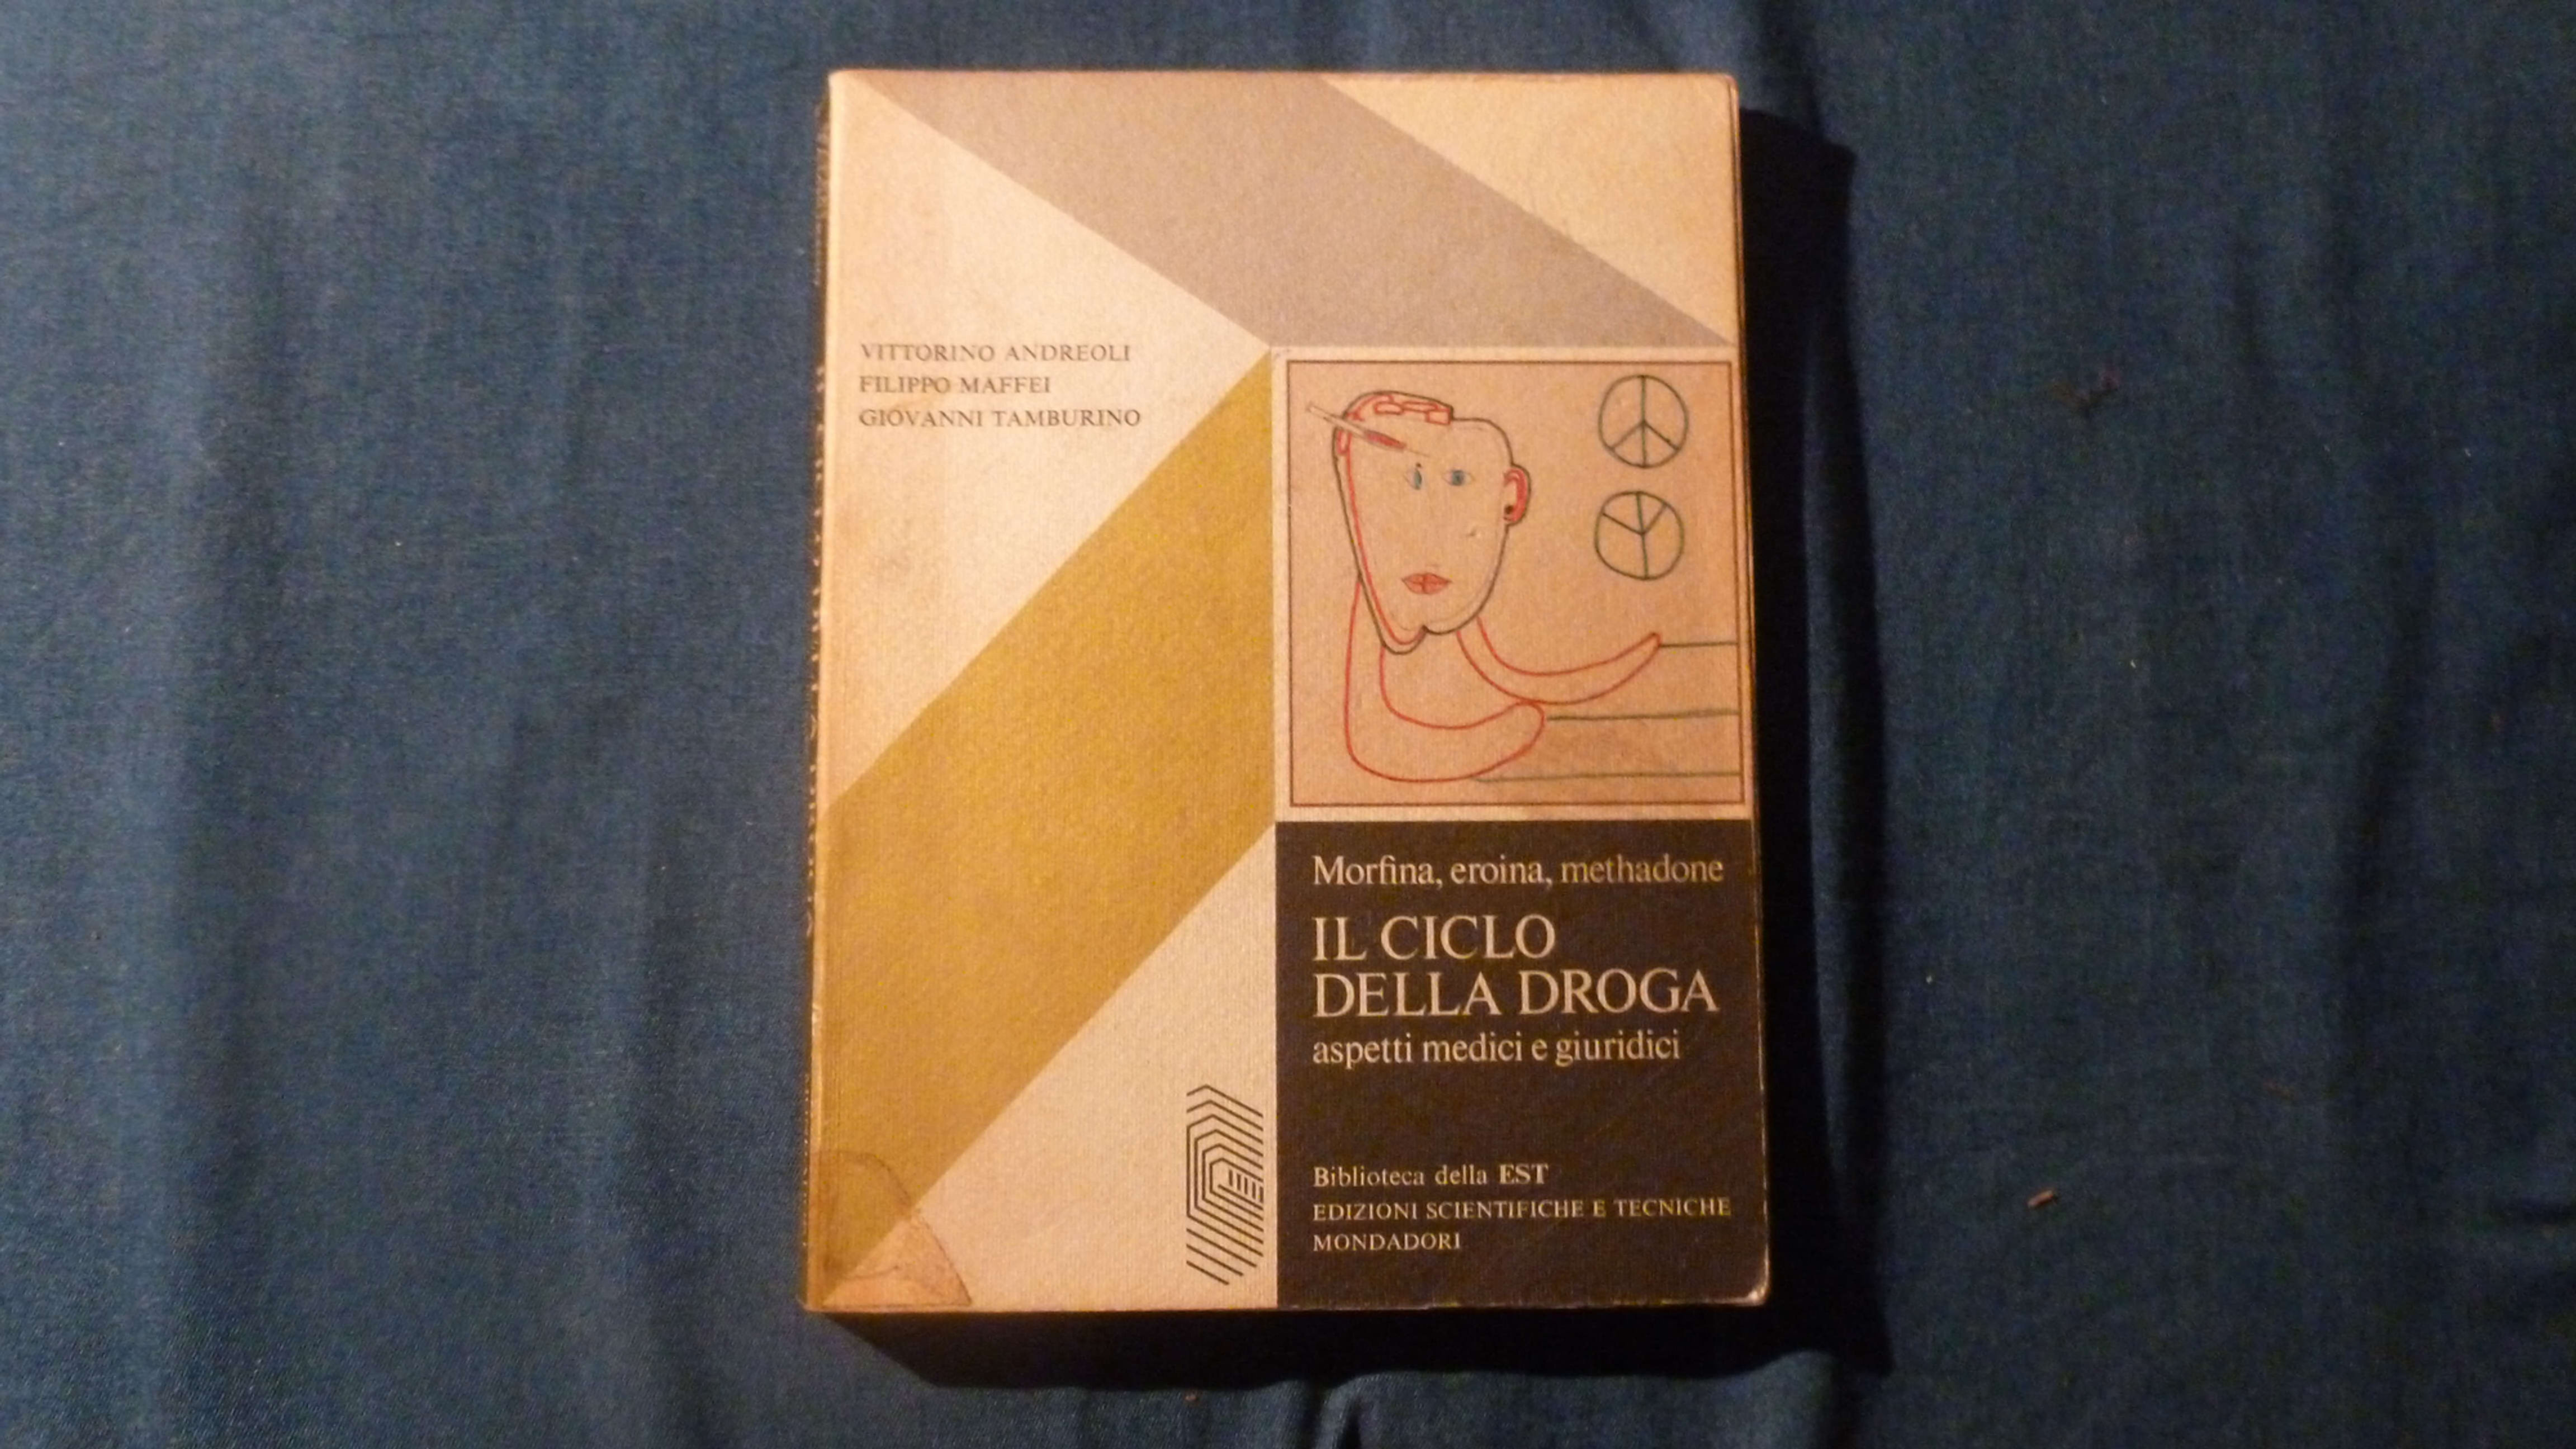 VITTORINO ANDREOLI
FILIPPO MAFFEI
GIOVANNI TAMBURINO
Morfina, eroina, methadone
IL CICLO
DELLA DROGA
aspetti medici e giuridici
Biblioteca della EST
EDIZIONI SCIENTIFICHE E TECNICHE
MONDADORI